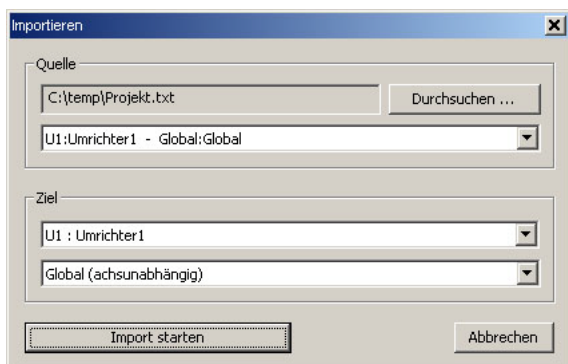 Importieren
Quelle
C:\temp\Projekt.txt
Durchsuchen ...
U1:Umrichter1 - Global:Global
Ziel
U1 : Umrichter1
Global (achsunabhängig)
Import starten
Abbrechen